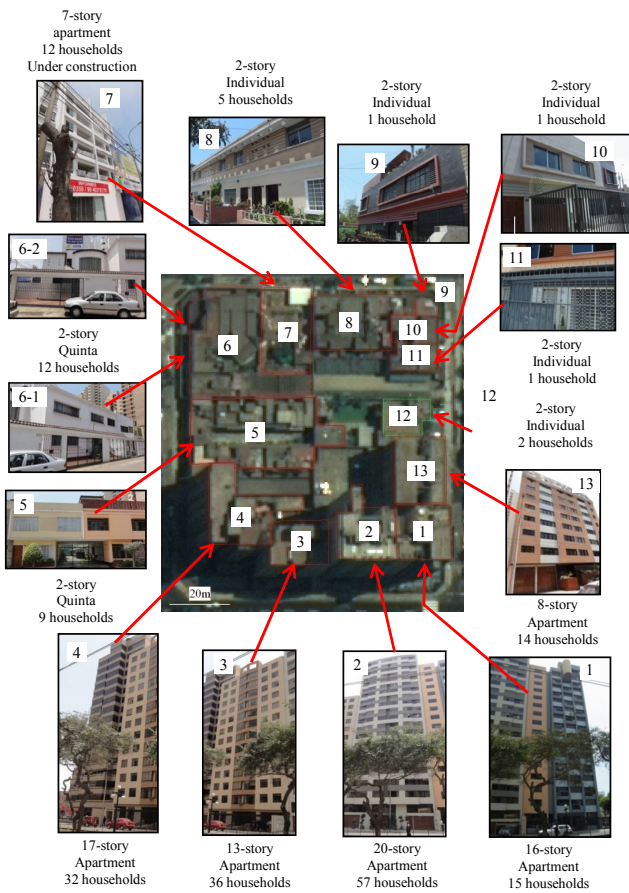 7-story
apartment
12 households
Under construction
7
2-story
Individual
5 households
8
2-story
Individual
1 household
9
2-story
Individual
1 household
10
6-2
2-story
Quinta
12 households
6-1
11
2-story
Individual
1 household
12
2-story
Individual
2 households
9
10
11
8
7
6
12
5
13
4
3
2
1
20m
5
2-story
Quinta
9 households
13
8-story
Apartment
14 households
4
17-story
Apartment
32 households
3
13-story
Apartment
36 households
2
20-story
Apartment
57 households
1
16-story
Apartment
15 households